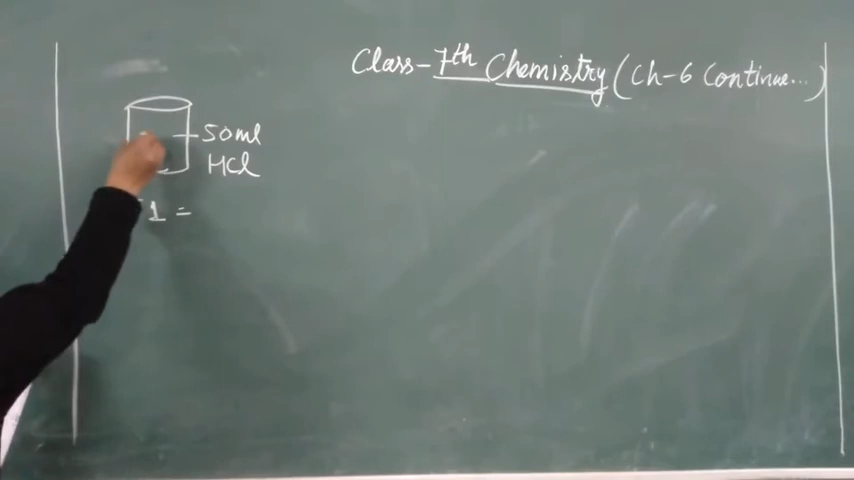 Class-7th Chemistry (Ch-6 Continue...)
50ml
HCl
1 =